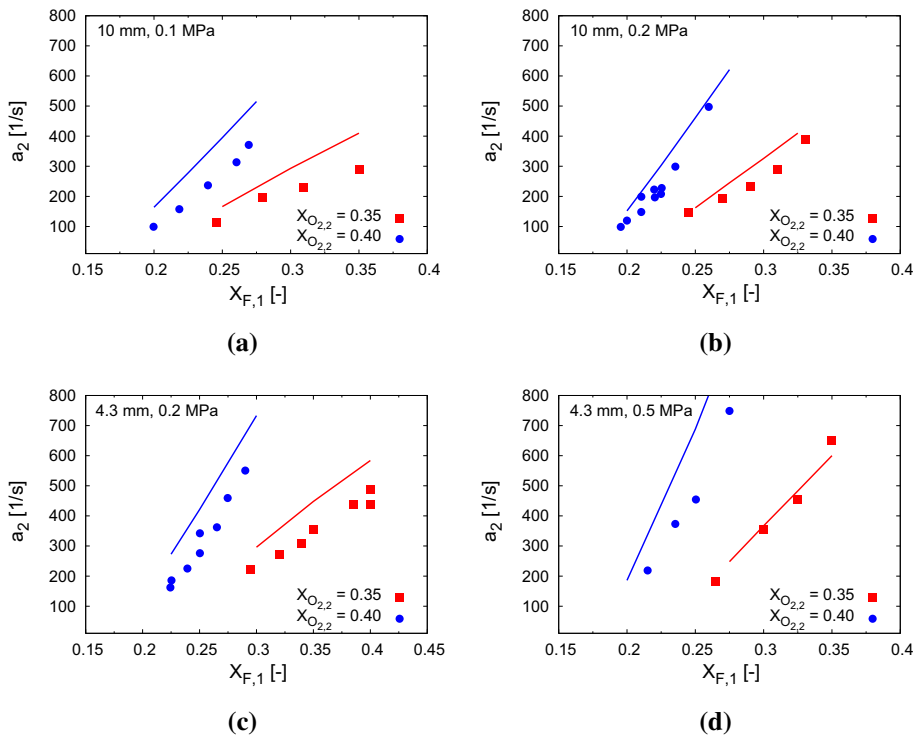 10 mm, 0.1 MPa
800
700
600
500
400
300
200
100
a2 [1/s]
XO2,2 = 0.35
XO2,2 = 0.40
0.15 0.2 0.25 0.3 0.35 0.4
XF,1 [-]
(a)
10 mm, 0.2 MPa
800
700
600
500
400
300
200
100
a2 [1/s]
XO2,2 = 0.35
XO2,2 = 0.40
0.15 0.2 0.25 0.3 0.35 0.4
XF,1 [-]
(b)
4.3 mm, 0.2 MPa
800
700
600
500
400
300
200
100
a2 [1/s]
XO2,2 = 0.35
XO2,2 = 0.40
0.15 0.2 0.25 0.3 0.35 0.4 0.45
XF,1 [-]
(c)
4.3 mm, 0.5 MPa
800
700
600
500
400
300
200
100
a2 [1/s]
XO2,2 = 0.35
XO2,2 = 0.40
0.15 0.2 0.25 0.3 0.35 0.4
XF,1 [-]
(d)